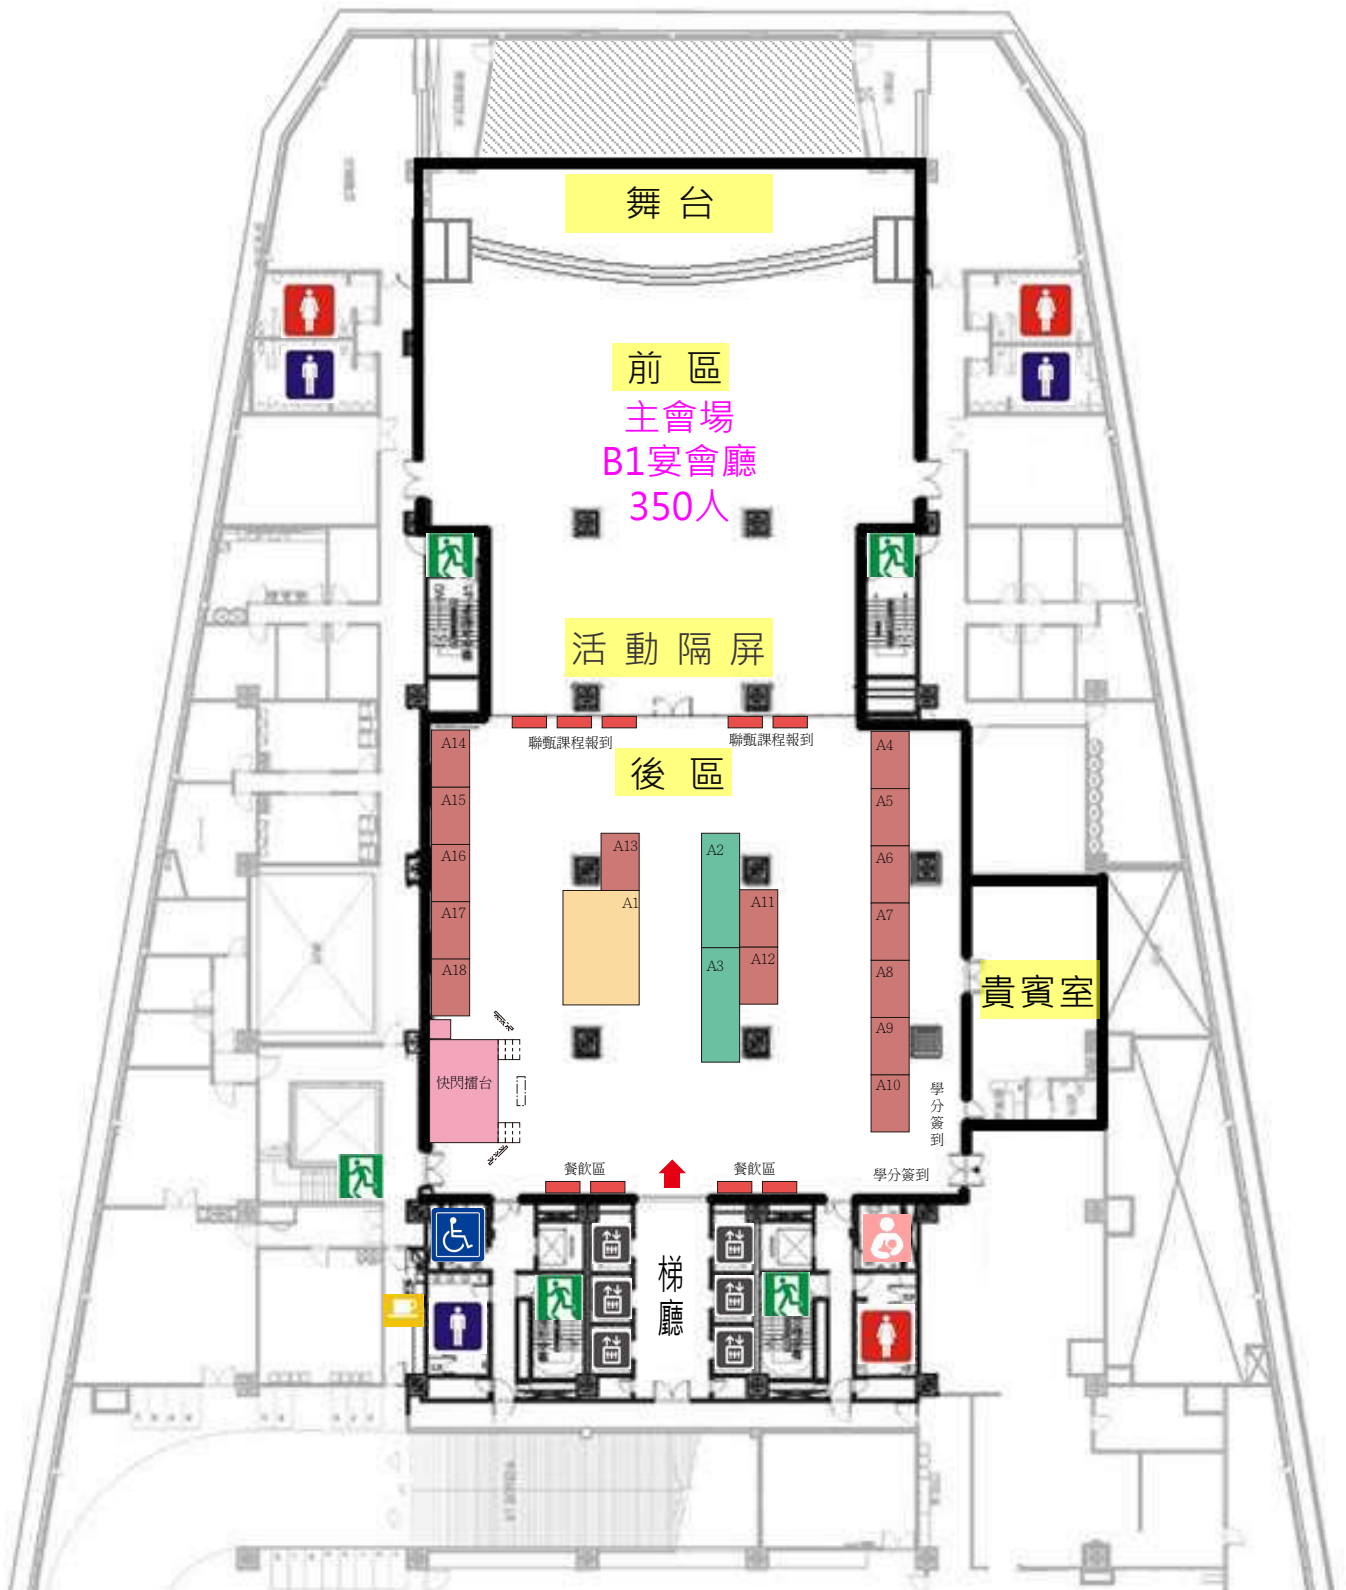 舞台
前區
主會場
B1宴會廳
350人
活動隔屏
聯甄課程報到
聯甄課程報到
後區
A14
A15
A16
A17
A18
A13
A1
A2
A3
A11
A12
A4
A5
A6
A7
A8
A9
A10
貴賓室
快閃擂台
學分簽到
學分簽到
餐飲區
餐飲區
梯廳